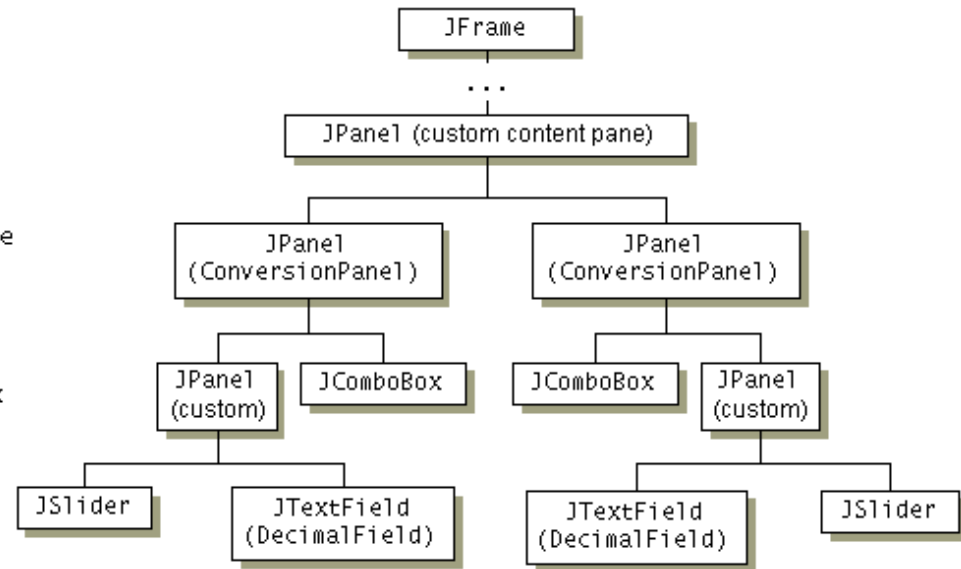 JFrame
...
JPanel (custom content pane)
e
JPanel
(ConversionPanel)
JPanel
(ConversionPanel)
JPanel
(custom)
JComboBox
JComboBox
JPanel
(custom)
x
JSlider
JTextField
(DecimalField)
JTextField
(DecimalField)
JSlider